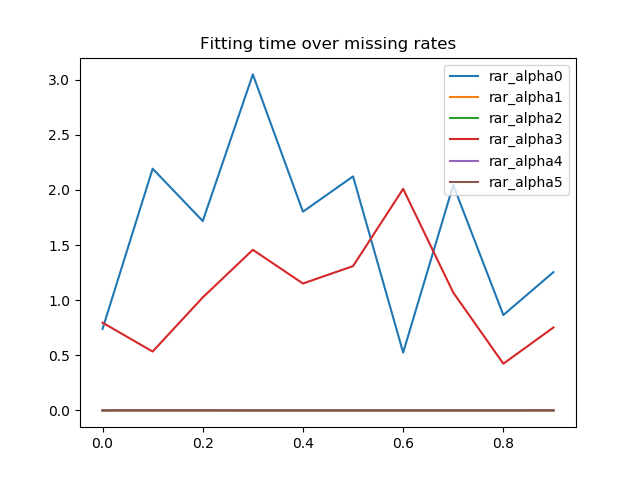 Fitting time over missing rates
rar_alpha0
rar_alpha1
rar_alpha2
rar_alpha3
rar_alpha4
rar_alpha5
3.0
2.5
2.0
1.5
1.0
0.5
0.0
0.0 0.2 0.4 0.6 0.8